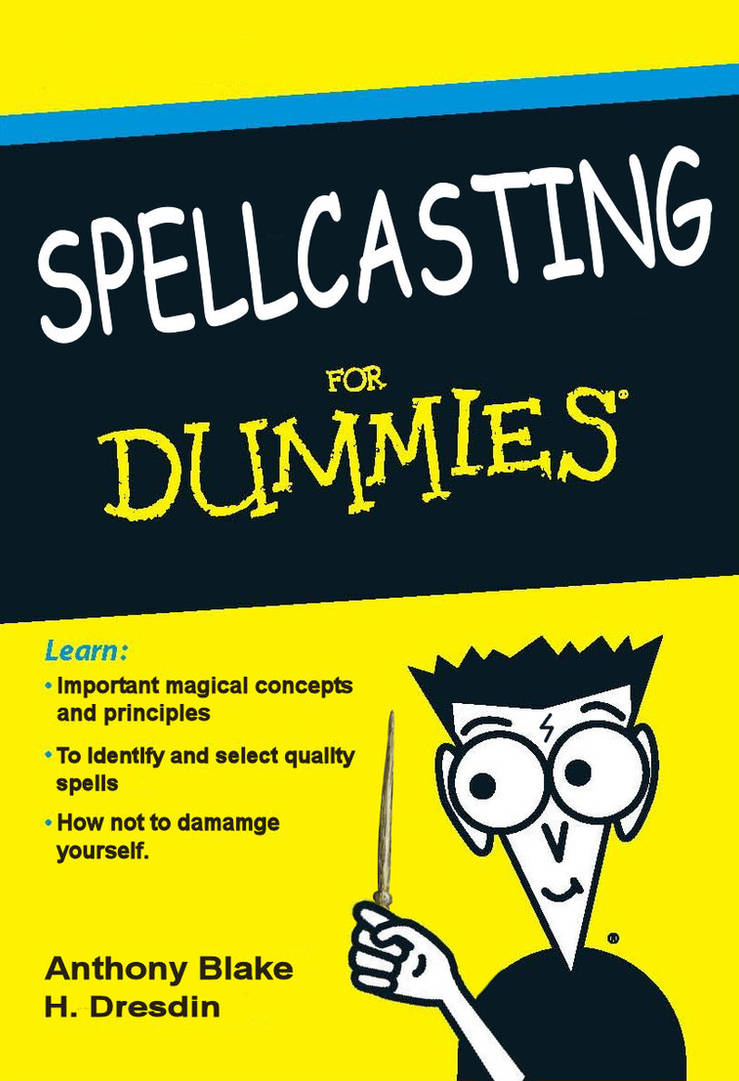 SPELLCASTING
FOR
DUMMIES®
Learn:
• Important magical concepts
and principles
• To identify and select quality
spells
• How not to damamge
yourself.
®
Anthony Blake
H. Dresdin